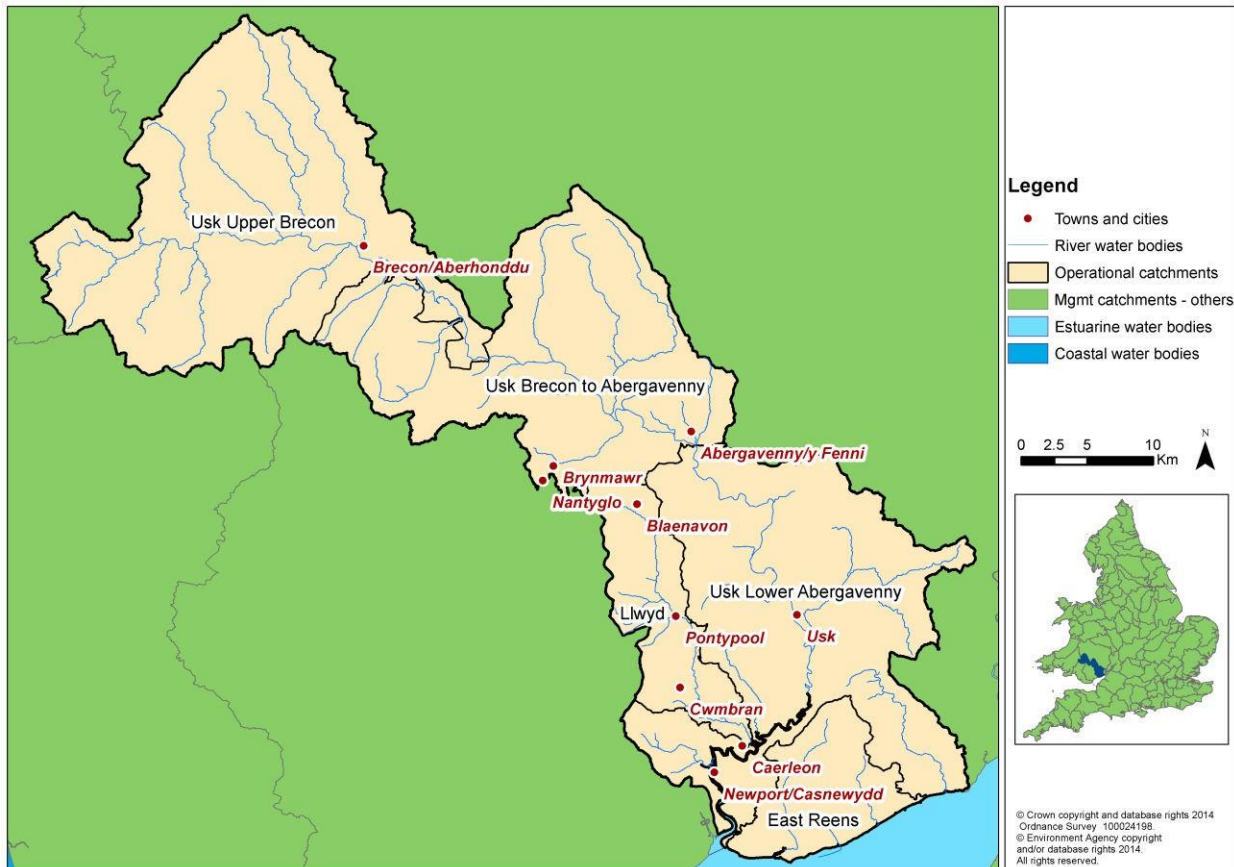 Usk Upper Brecon
Brecon/Aberhonddu
Usk Brecon to Abergavenny
Abergavenny/y Fenni
Brynmawr
Nantyglo
Blaenavon
Usk Lower Abergavenny
Llwyd
Pontypool
Usk
Cwmbran
Caerleon
Newport/Casnewydd
East Reens
Legend
Towns and cities
River water bodies
Operational catchments
Mgmt catchments - others
Estuarine water bodies
Coastal water bodies
0 2.5 5 10
Km
N
© Crown copyright and database rights 2014
Ordnance Survey 100024198.
© Environment Agency copyright
and/or database rights 2014.
All rights reserved.